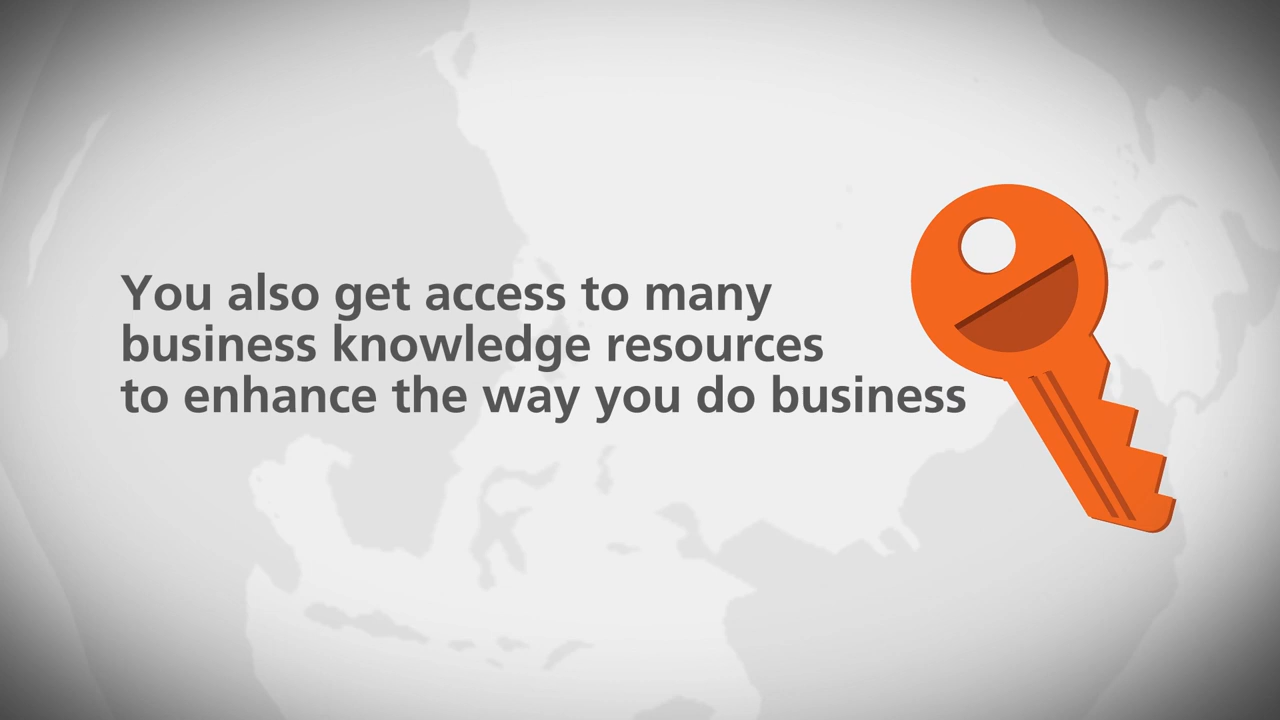 You also get access to many
business knowledge resources
to enhance the way you do business